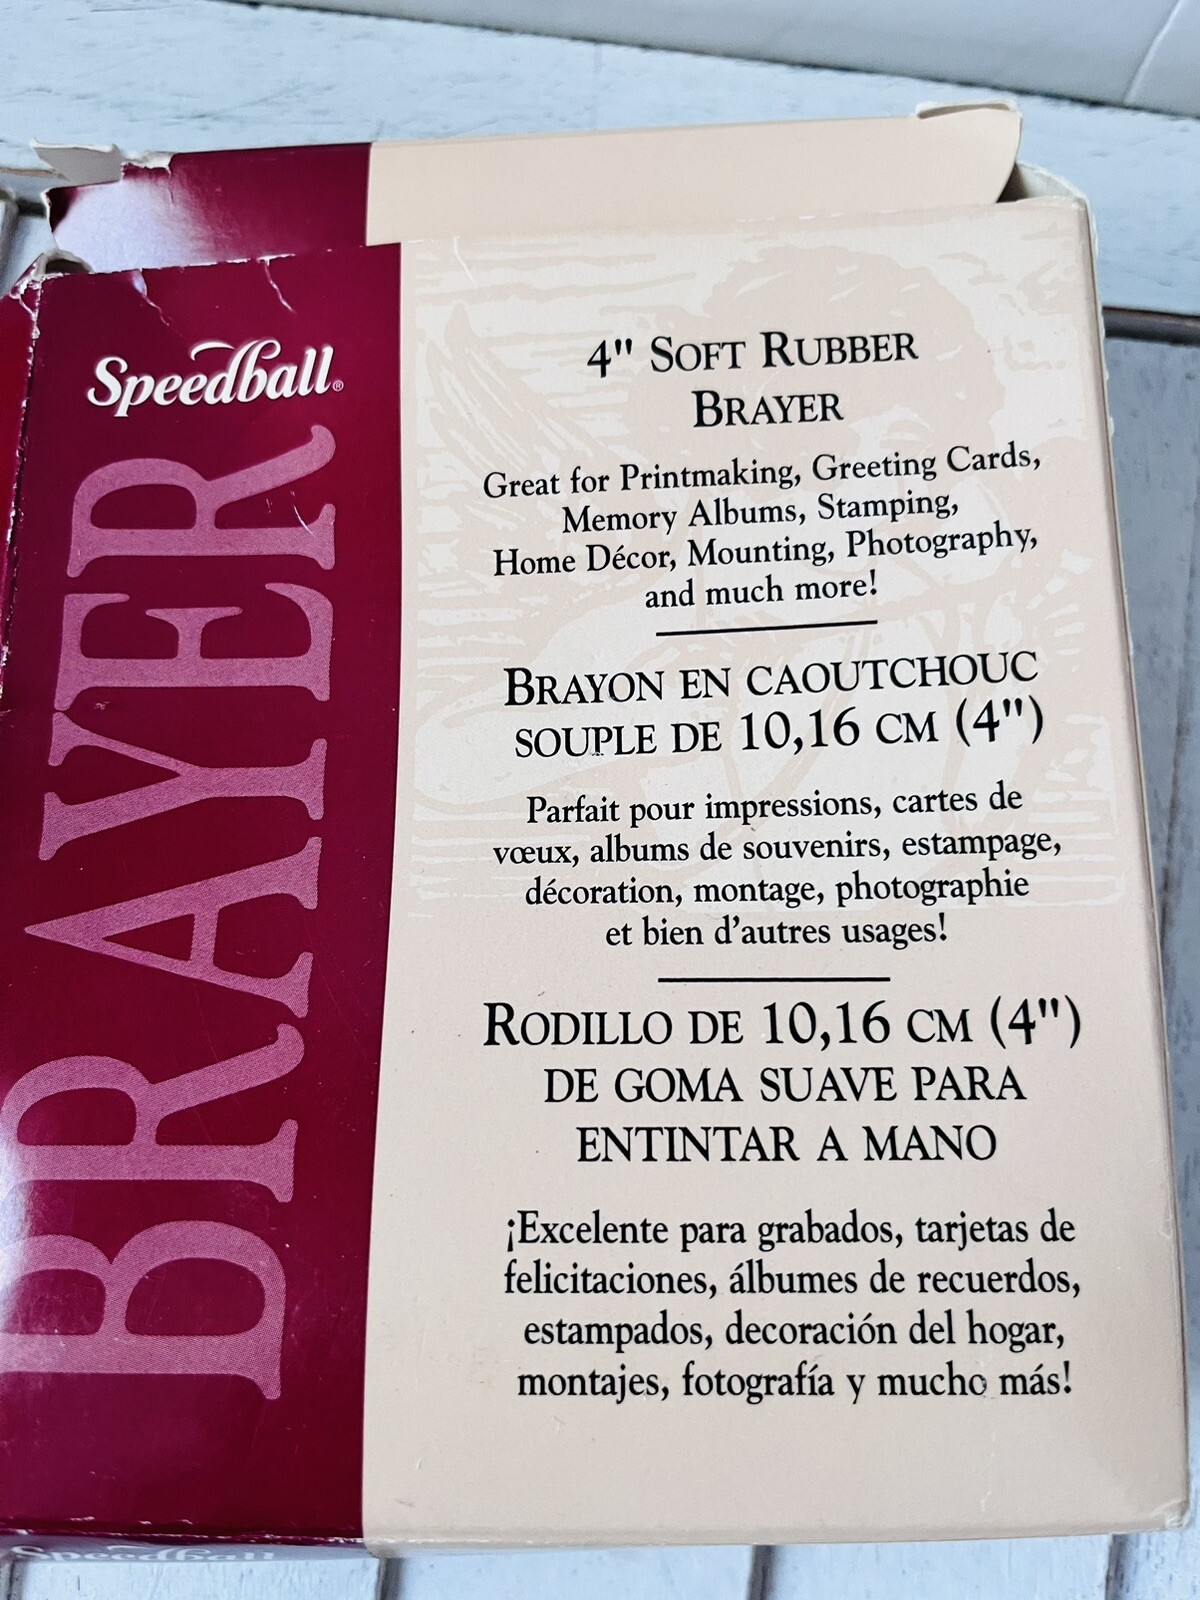 Speedball®
BRAYER
4" SOFT RUBBER
BRAYER
Great for Printmaking, Greeting Cards,
Memory Albums, Stamping,
Home Décor, Mounting, Photography,
and much more!
BRAYON EN CAOUTCHOUC
SOUPLE DE 10,16 CM (4")
Parfait pour impressions, cartes de
vœux, albums de souvenirs, estampage,
décoration, montage, photographie
et bien d'autres usages!
RODILLO DE 10,16 CM (4")
DE GOMA SUAVE PARA
ENTINTAR A MANO
¡Excelente para grabados, tarjetas de
felicitaciones, álbumes de recuerdos,
estampados, decoración del hogar,
montajes, fotografía y mucho más!
Speedball